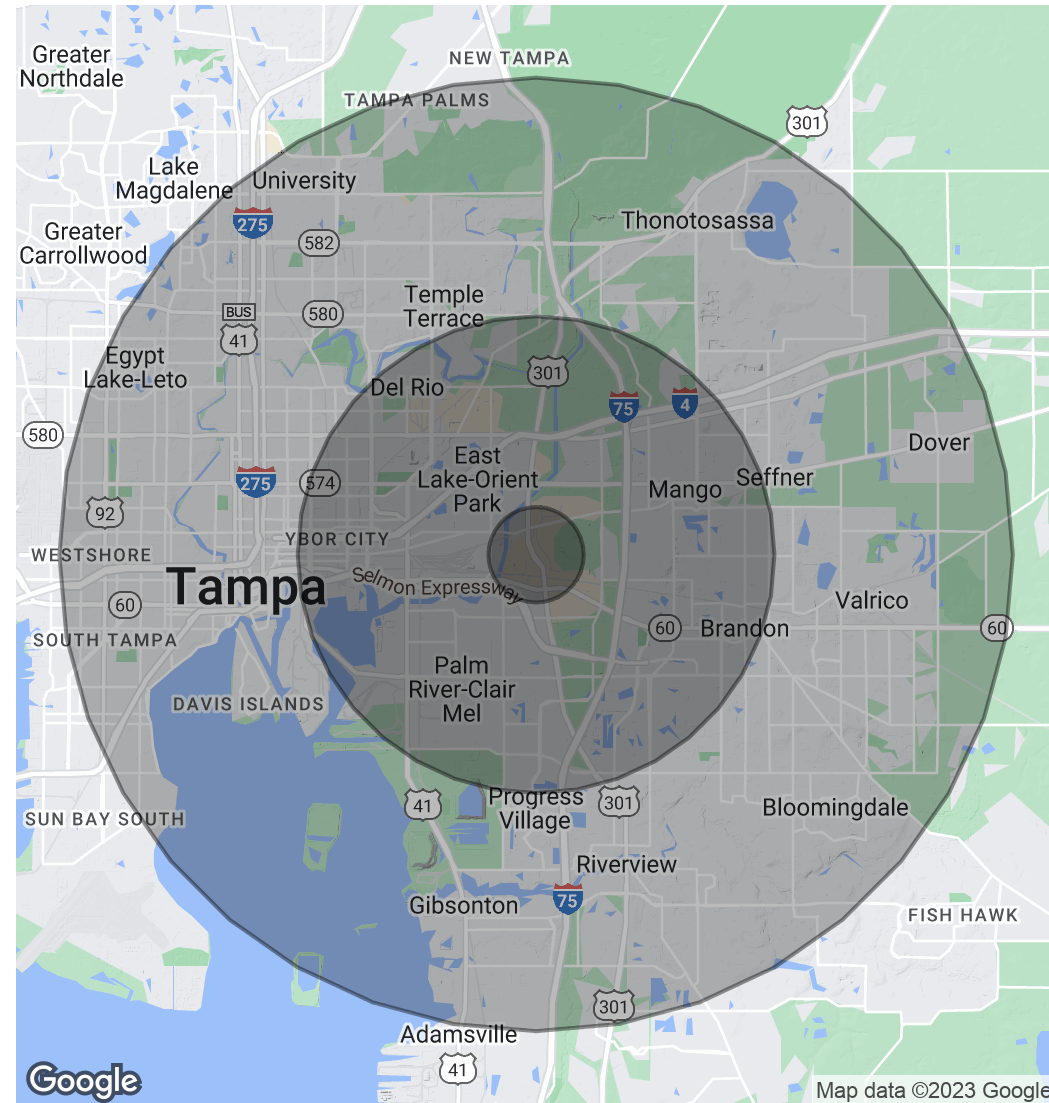 Greater
Northdale
NEW TAMPA
TAMPA PALMS
301
Lake
Magdalene
University
275
Thonotosassa
Greater
Carrollwood
582
Temple
Terrace
BUS
41
580
Egypt
Lake-Leto
Del Rio
301
75
4
580
Dover
East
Lake-Orient
Park
275
574
Mango
Seffner
92
WESTSHORE
YBOR CITY
Tampa
Selmon Expressway
60
Valrico
SOUTH TAMPA
60
Brandon
60
Palm
River-Clair
Mel
DAVIS ISLANDS
41
Progress
Village
301
Bloomingdale
SUN BAY SOUTH
Riverview
Gibsonton
75
FISH HAWK
301
Adamsville
41
Google
Map data ©2023 Google